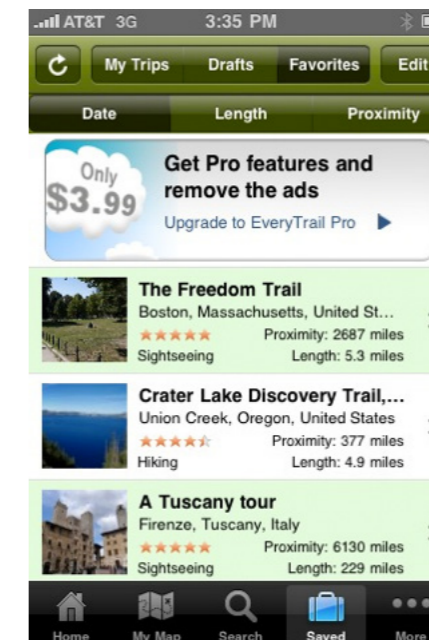 AT&T 3G 3:35 PM
My Trips Drafts Favorites Edit
Date Length Proximity
Only
$3.99
Get Pro features and
remove the ads
Upgrade to EveryTrail Pro
The Freedom Trail
Boston, Massachusetts, United St...
Proximity: 2687 miles
Sightseeing Length: 5.3 miles
Crater Lake Discovery Trail,...
Union Creek, Oregon, United States
Proximity: 377 miles
Hiking Length: 4.9 miles
A Tuscany tour
Firenze, Tuscany, Italy
Proximity: 6130 miles
Sightseeing Length: 229 miles
Home My Map Search Saved More